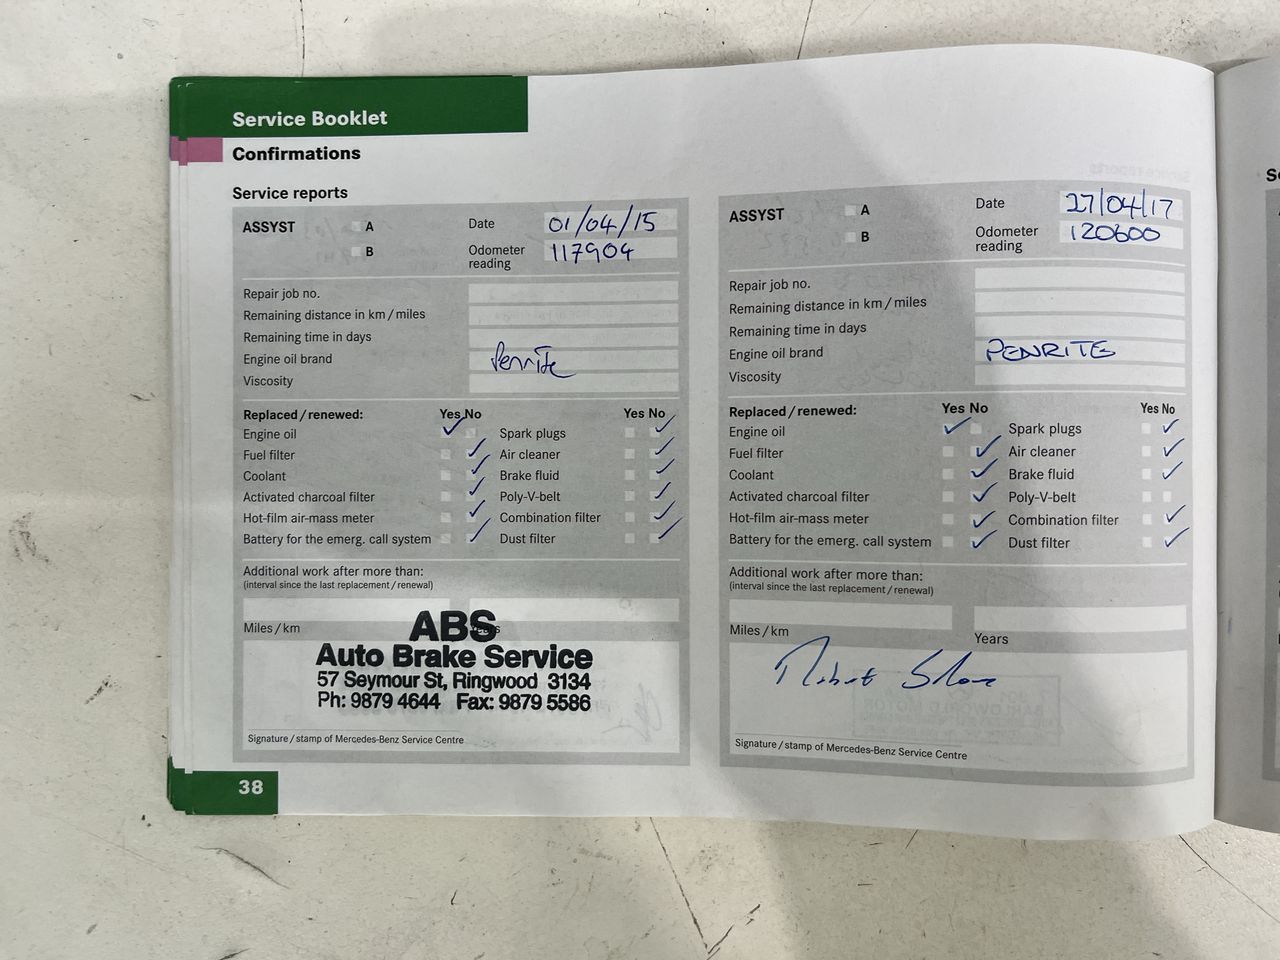 Service Booklet
Confirmations
Service reports
ASSYST
A
B
Date 01/04/15
Odometer reading 117904
Repair job no.
Remaining distance in km/miles
Remaining time in days
Engine oil brand Penrite
Viscosity
Replaced/renewed: Yes No Yes No
Engine oil Spark plugs
Fuel filter Air cleaner
Coolant Brake fluid
Activated charcoal filter Poly-V-belt
Hot-film air-mass meter Combination filter
Battery for the emerg. call system Dust filter
Additional work after more than:
(interval since the last replacement/renewal)
Miles/km Years
ABS
Auto Brake Service
57 Seymour St, Ringwood 3134
Ph: 9879 4644 Fax: 9879 5586
Signature/stamp of Mercedes-Benz Service Centre
38
ASSYST
A
B
Date 27/04/17
Odometer reading 120600
Repair job no.
Remaining distance in km/miles
Remaining time in days
Engine oil brand PENRITE
Viscosity
Replaced/renewed: Yes No Yes No
Engine oil Spark plugs
Fuel filter Air cleaner
Coolant Brake fluid
Activated charcoal filter Poly-V-belt
Hot-film air-mass meter Combination filter
Battery for the emerg. call system Dust filter
Additional work after more than:
(interval since the last replacement/renewal)
Miles/km Years
Signature/stamp of Mercedes-Benz Service Centre